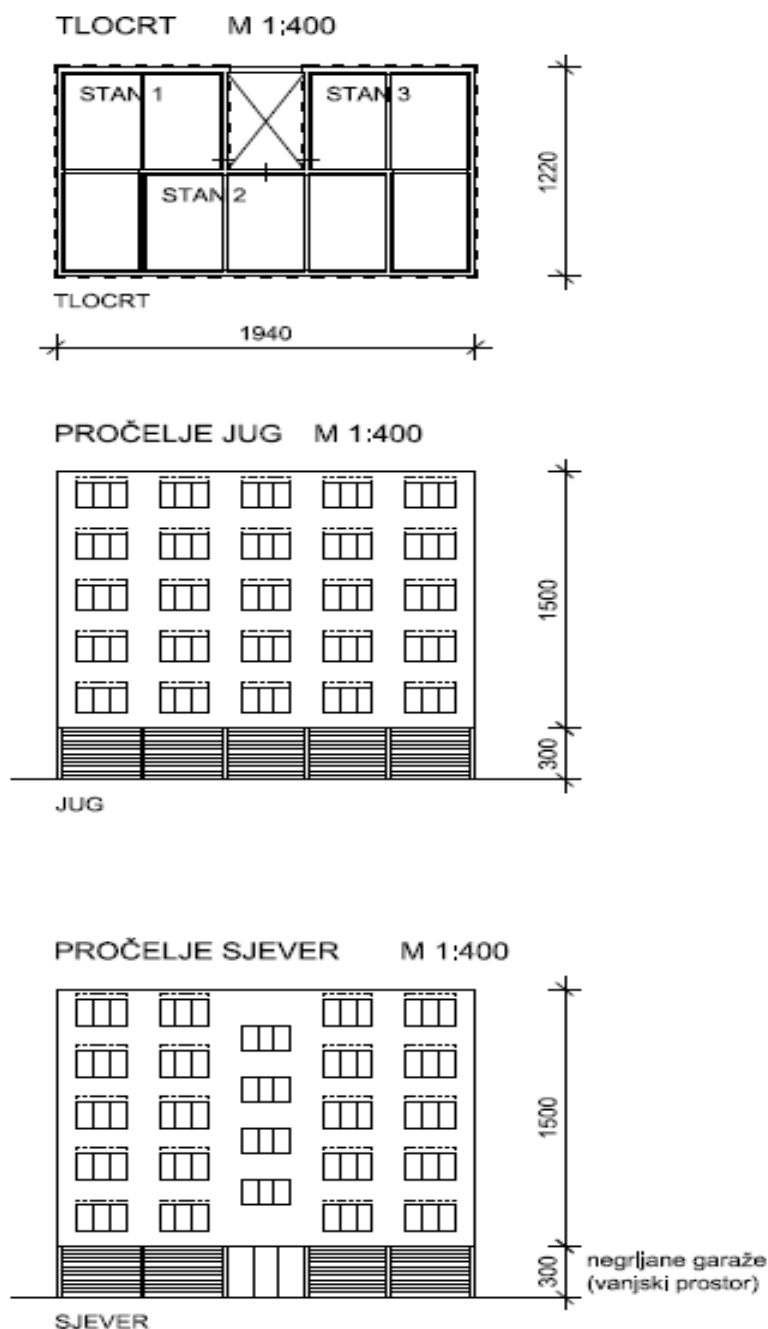 TLOCRT M 1:400
STAN 1
STAN 3
STAN 2
1220
TLOCRT
1940
PROČELJE JUG M 1:400
1500
300
JUG
PROČELJE SJEVER M 1:400
1500
300
negrijane garaže
(vanjski prostor)
SJEVER